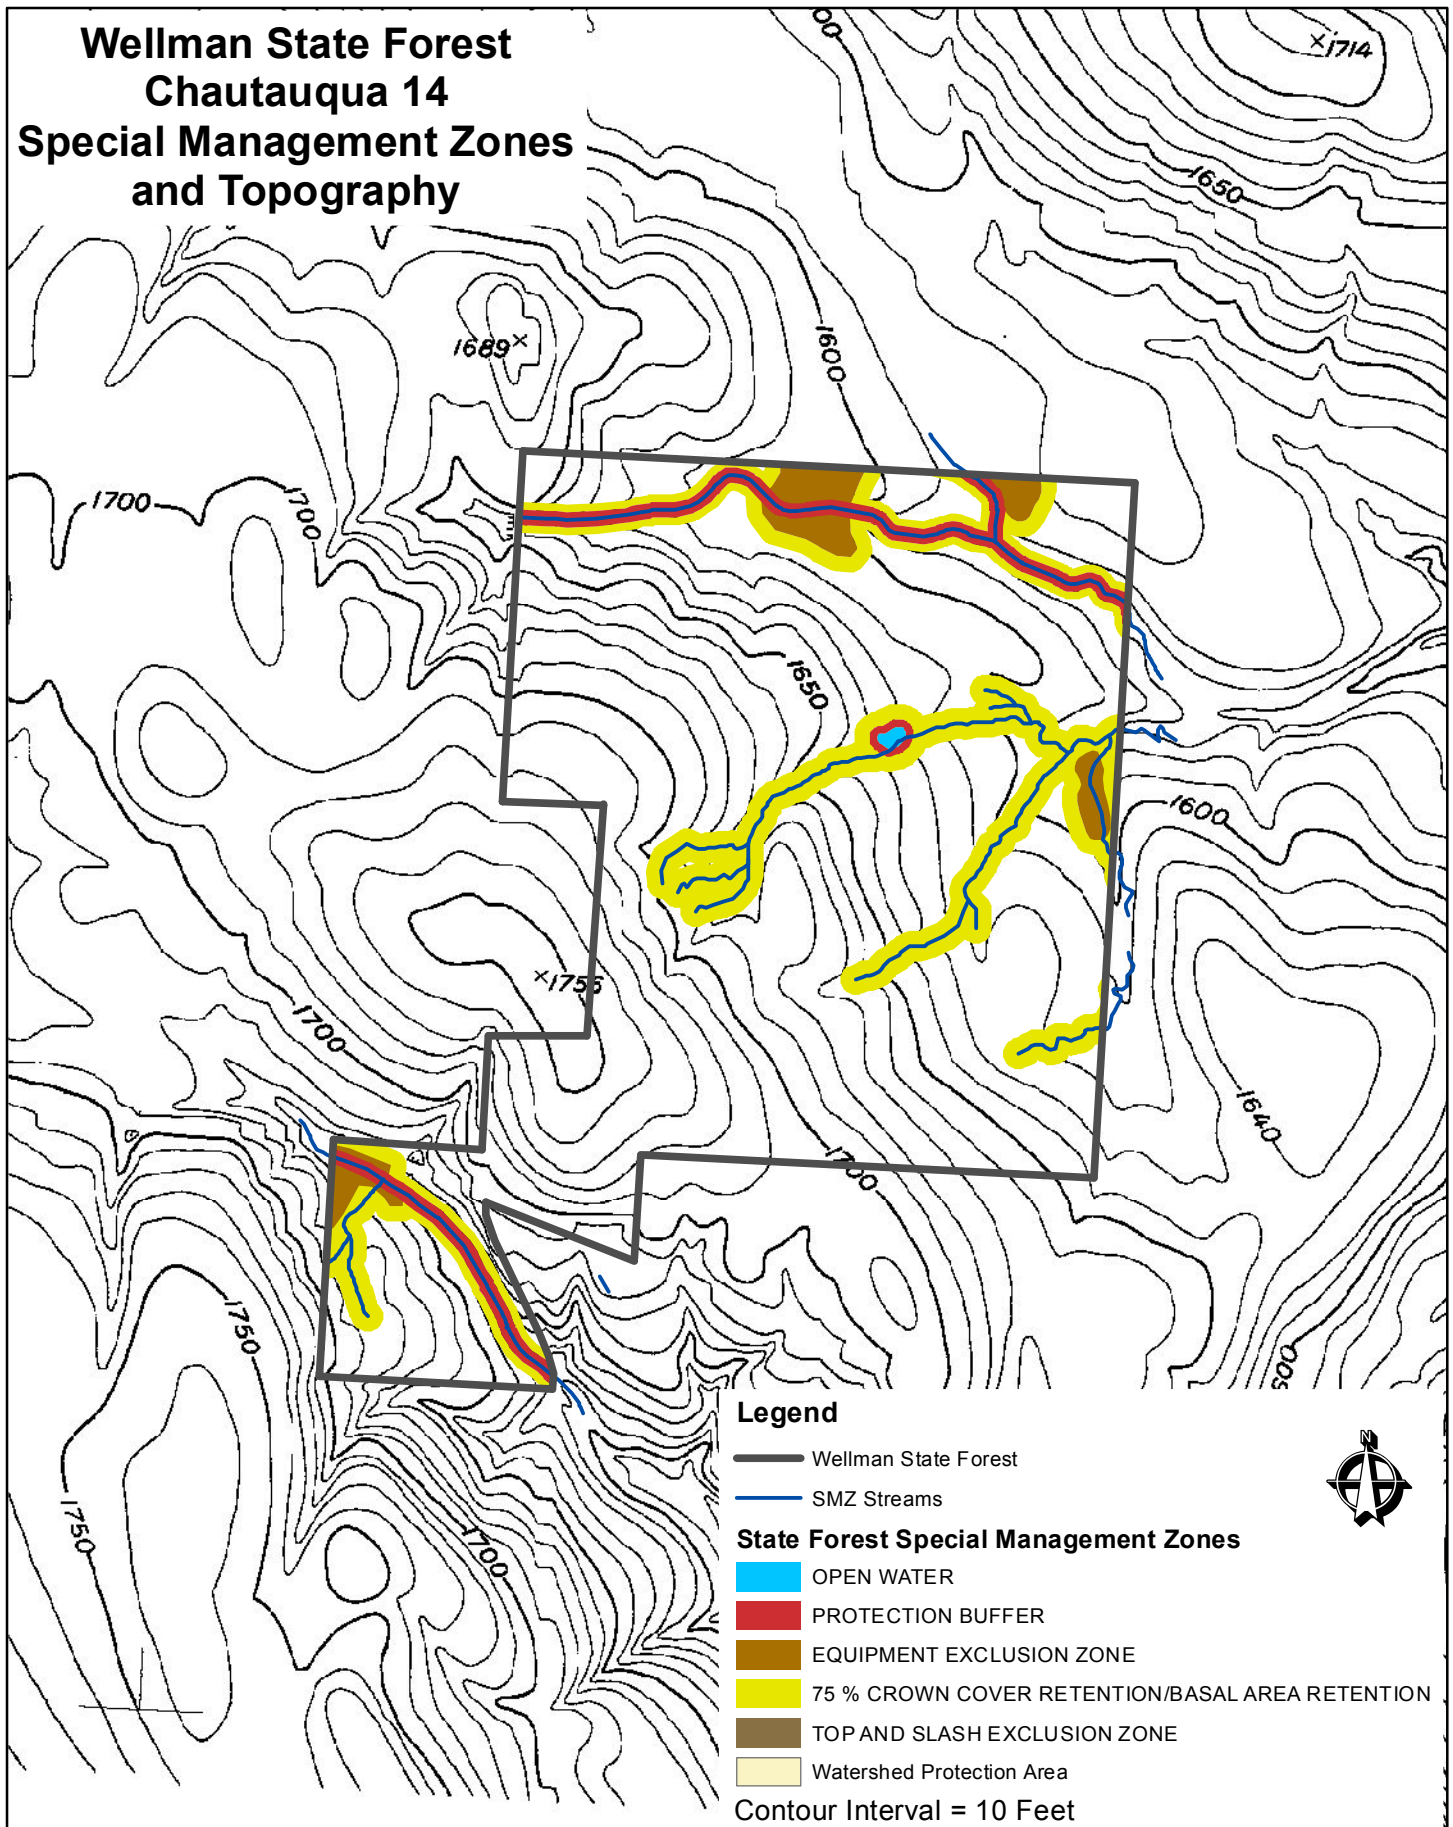 Wellman State Forest
Chautauqua 14
Special Management Zones
and Topography
00
1714
1650
1689
1600
1700
1700
1650
1600
1756
1700
1640
1700
1750
600
1750
1700
Legend
Wellman State Forest
SMZ Streams
N
State Forest Special Management Zones
OPEN WATER
PROTECTION BUFFER
EQUIPMENT EXCLUSION ZONE
75 % CROWN COVER RETENTION/BASAL AREA RETENTION
TOP AND SLASH EXCLUSION ZONE
Watershed Protection Area
Contour Interval = 10 Feet